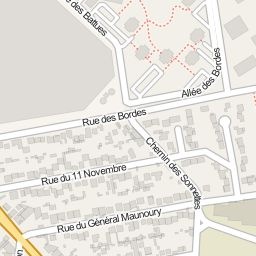 des Battues
Allée des Bordes
Rue des Bordes
Chemin des Sonnettes
Rue du 11 Novembre
Rue du Général Maunoury